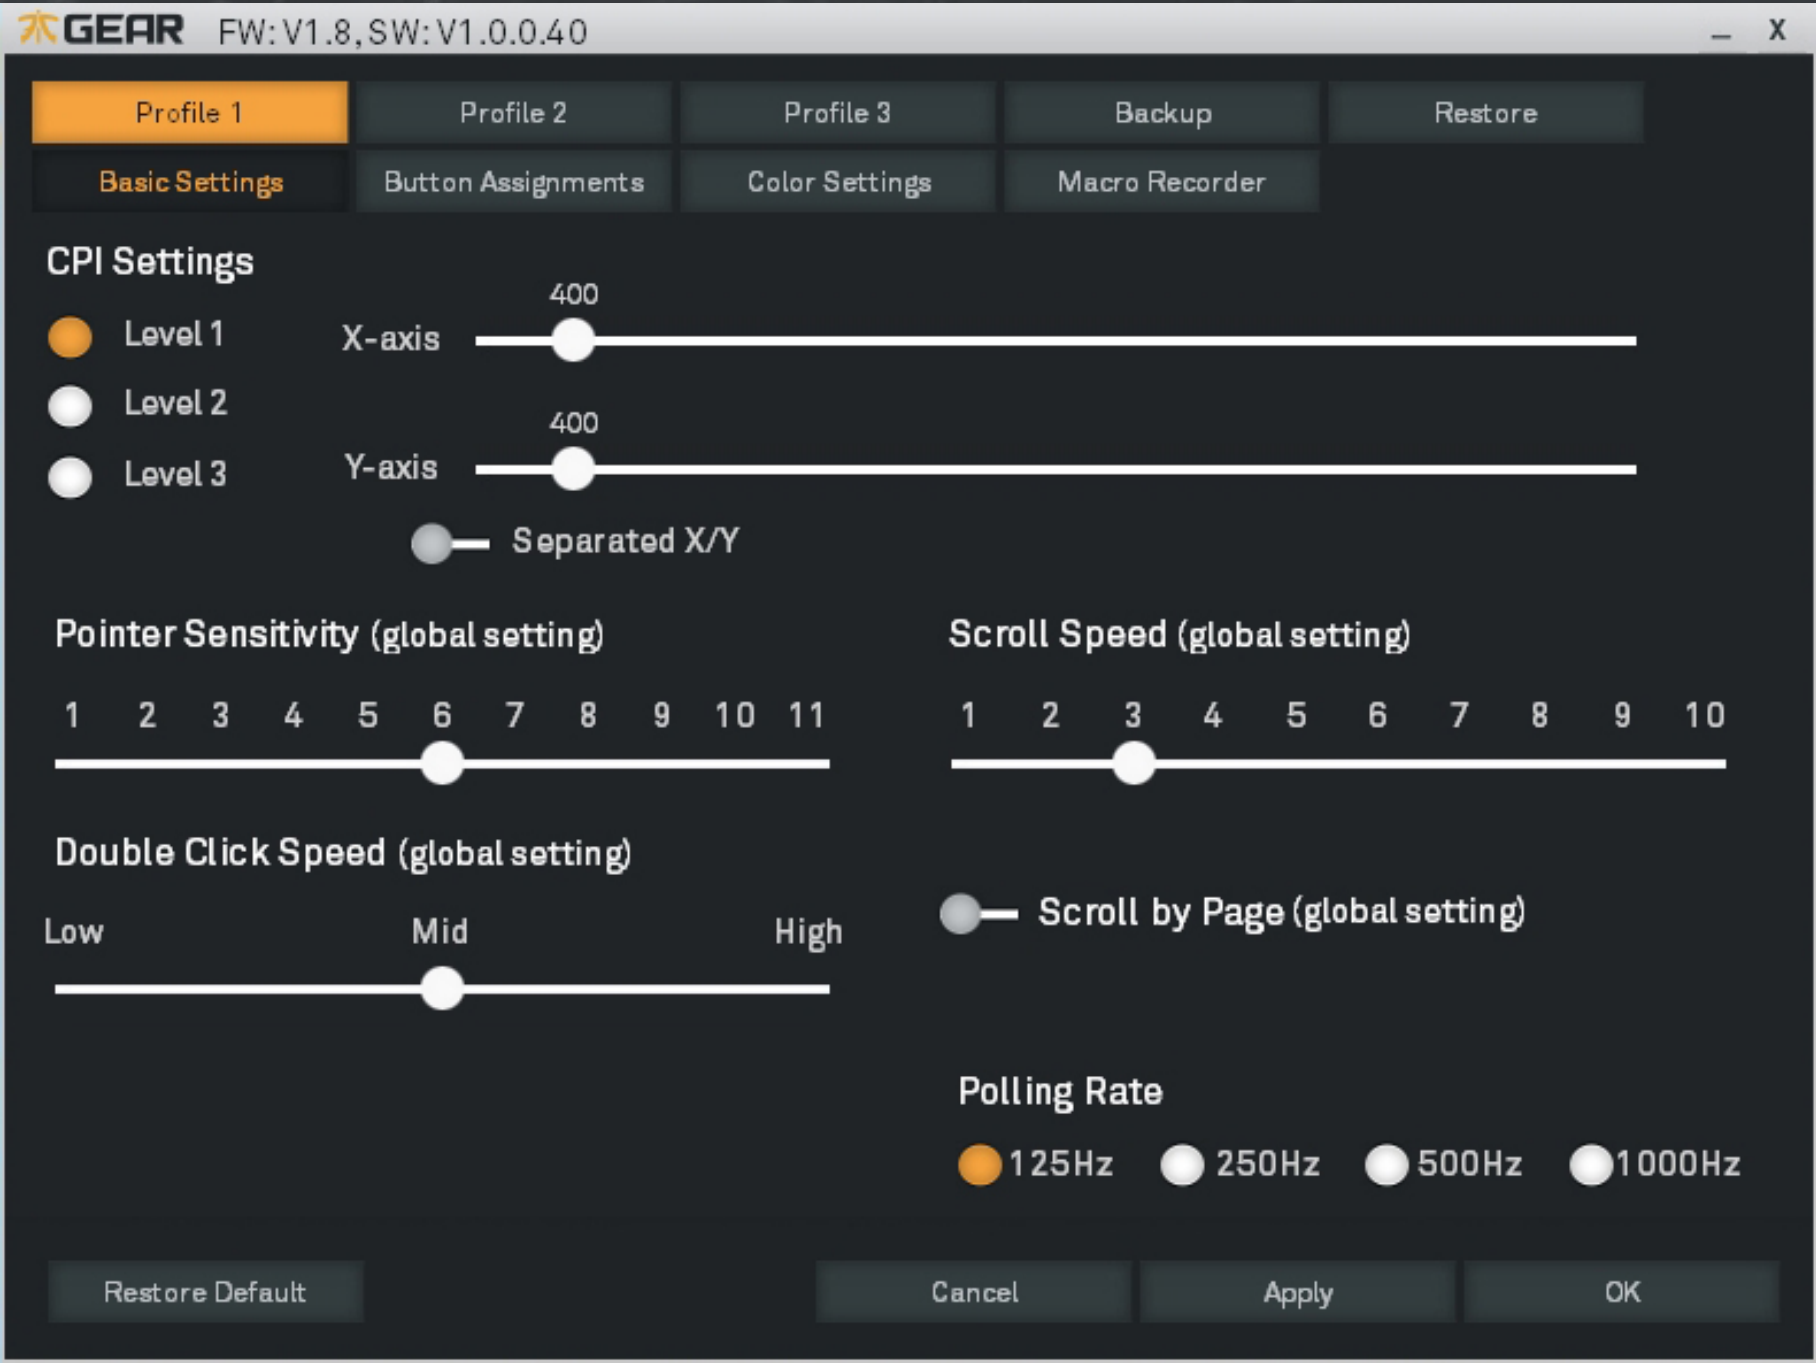 GEAR FW: V1.8, SW: V1.0.0.40 _ X
Profile 1 Profile 2 Profile 3 Backup Restore
Basic Settings Button Assignments Color Settings Macro Recorder
CPI Settings
400
Level 1 X-axis
Level 2
400
Level 3 Y-axis
Separated X/Y
Pointer Sensitivity (global setting) Scroll Speed (global setting)
1 2 3 4 5 6 7 8 9 10 11 1 2 3 4 5 6 7 8 9 10
Double Click Speed (global setting)
Low Mid High
Scroll by Page (global setting)
Polling Rate
125Hz 250Hz 500Hz 1000Hz
Restore Default Cancel Apply OK